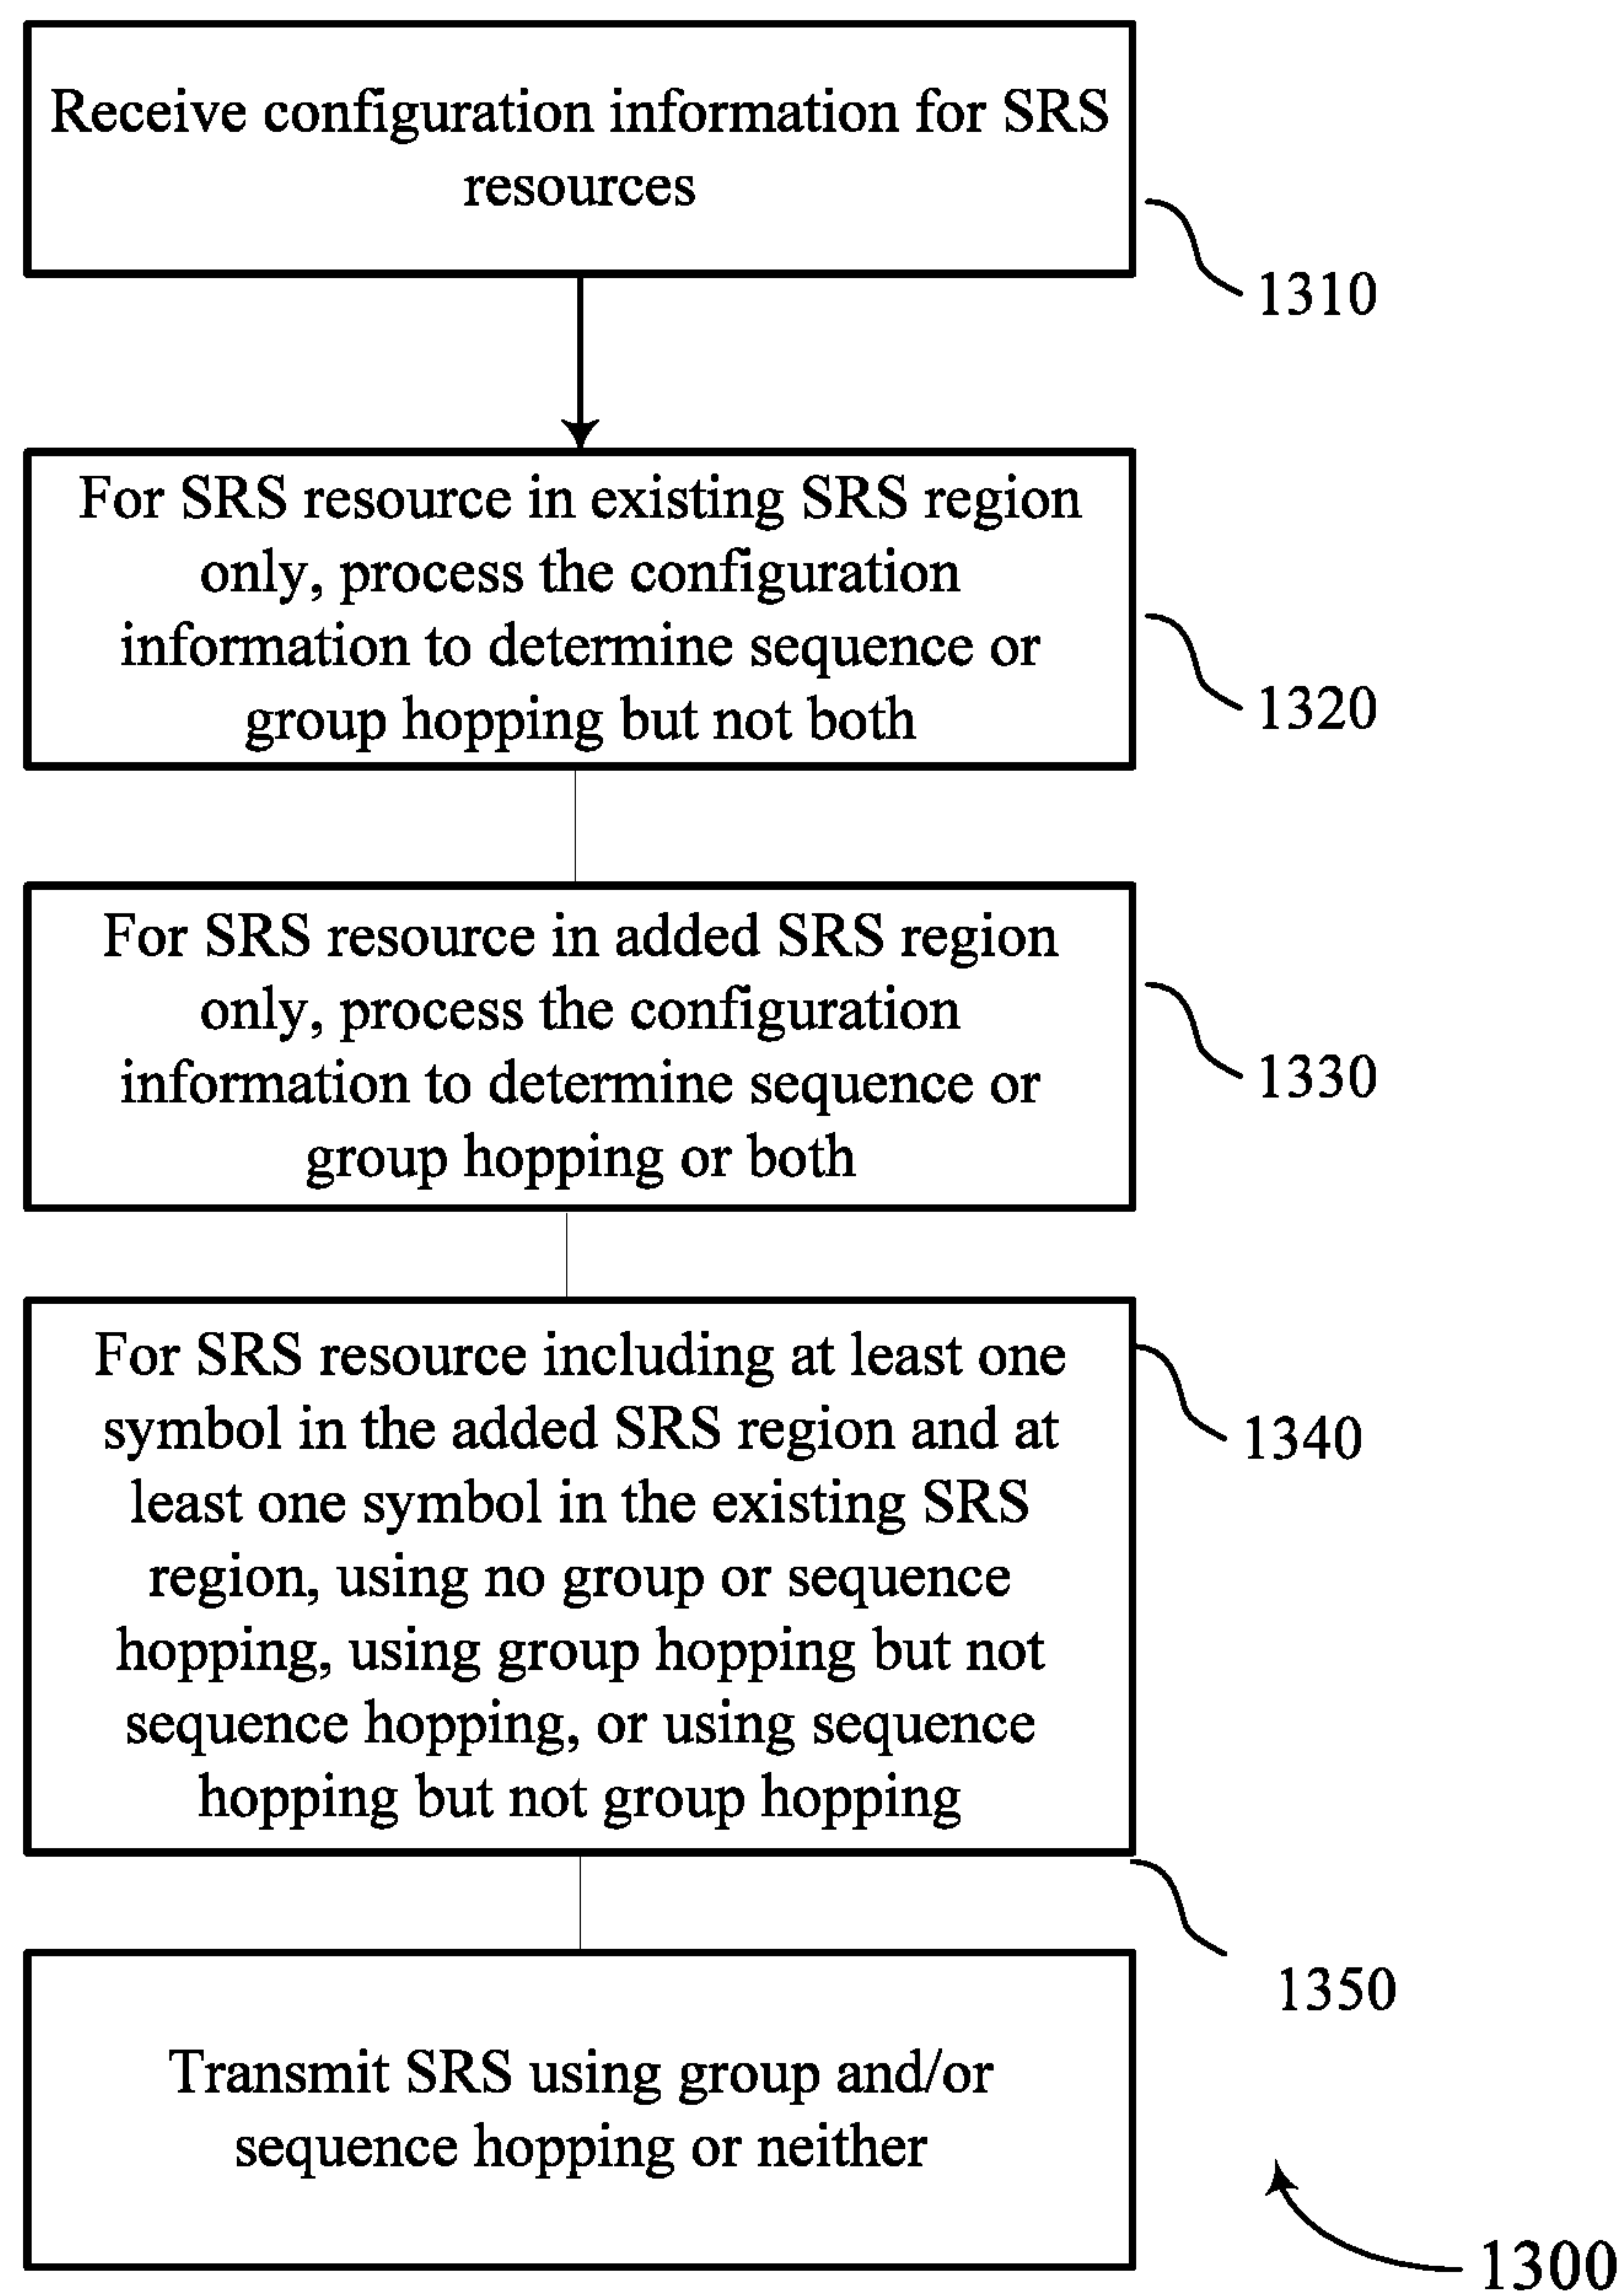 Receive configuration information for SRS
resources
1310
For SRS resource in existing SRS region
only, process the configuration
information to determine sequence or
group hopping but not both
1320
For SRS resource in added SRS region
only, process the configuration
information to determine sequence or
group hopping or both
1330
For SRS resource including at least one
symbol in the added SRS region and at
least one symbol in the existing SRS
region, using no group or sequence
hopping, using group hopping but not
sequence hopping, or using sequence
hopping but not group hopping
1340
1350
Transmit SRS using group and/or
sequence hopping or neither
1300